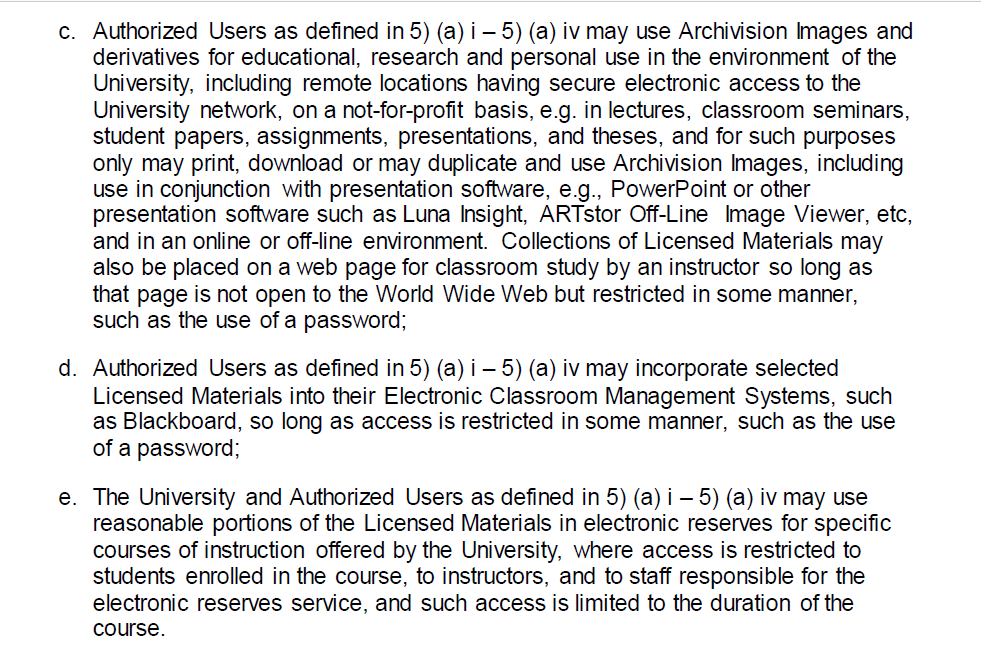 c. Authorized Users as defined in 5) (a) i – 5) (a) iv may use Archivision Images and
derivatives for educational, research and personal use in the environment of the
University, including remote locations having secure electronic access to the
University network, on a not-for-profit basis, e.g. in lectures, classroom seminars,
student papers, assignments, presentations, and theses, and for such purposes
only may print, download or may duplicate and use Archivision Images, including
use in conjunction with presentation software, e.g., PowerPoint or other
presentation software such as Luna Insight, ARTstor Off-Line Image Viewer, etc,
and in an online or off-line environment. Collections of Licensed Materials may
also be placed on a web page for classroom study by an instructor so long as
that page is not open to the World Wide Web but restricted in some manner,
such as the use of a password;
d. Authorized Users as defined in 5) (a) i – 5) (a) iv may incorporate selected
Licensed Materials into their Electronic Classroom Management Systems, such
as Blackboard, so long as access is restricted in some manner, such as the use
of a password;
e. The University and Authorized Users as defined in 5) (a) i – 5) (a) iv may use
reasonable portions of the Licensed Materials in electronic reserves for specific
courses of instruction offered by the University, where access is restricted to
students enrolled in the course, to instructors, and to staff responsible for the
electronic reserves service, and such access is limited to the duration of the
course.